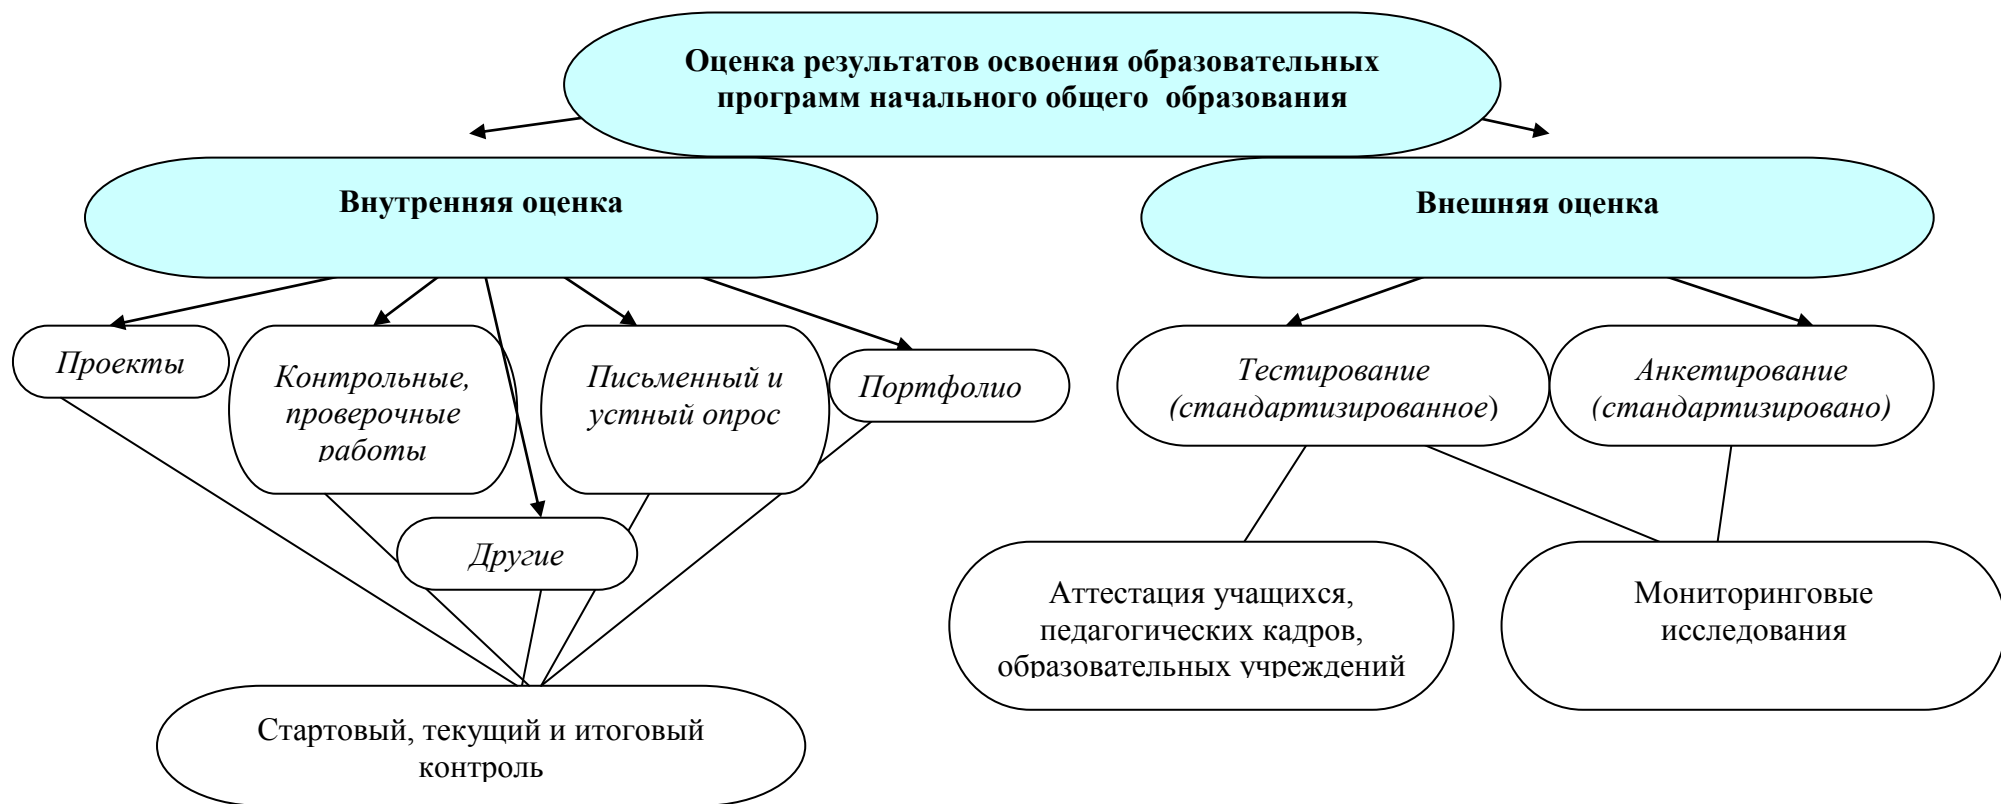 Оценка результатов освоения образовательных
программ начального общего образования
Внутренняя оценка
Внешняя оценка
Проекты
Контрольные,
проверочные
работы
Письменный и
устный опрос
Портфолио
Тестирование
(стандартизированное)
Анкетирование
(стандартизировано)
Другие
Аттестация учащихся,
педагогических кадров,
образовательных учреждений
Мониторинговые
исследования
Стартовый, текущий и итоговый
контроль